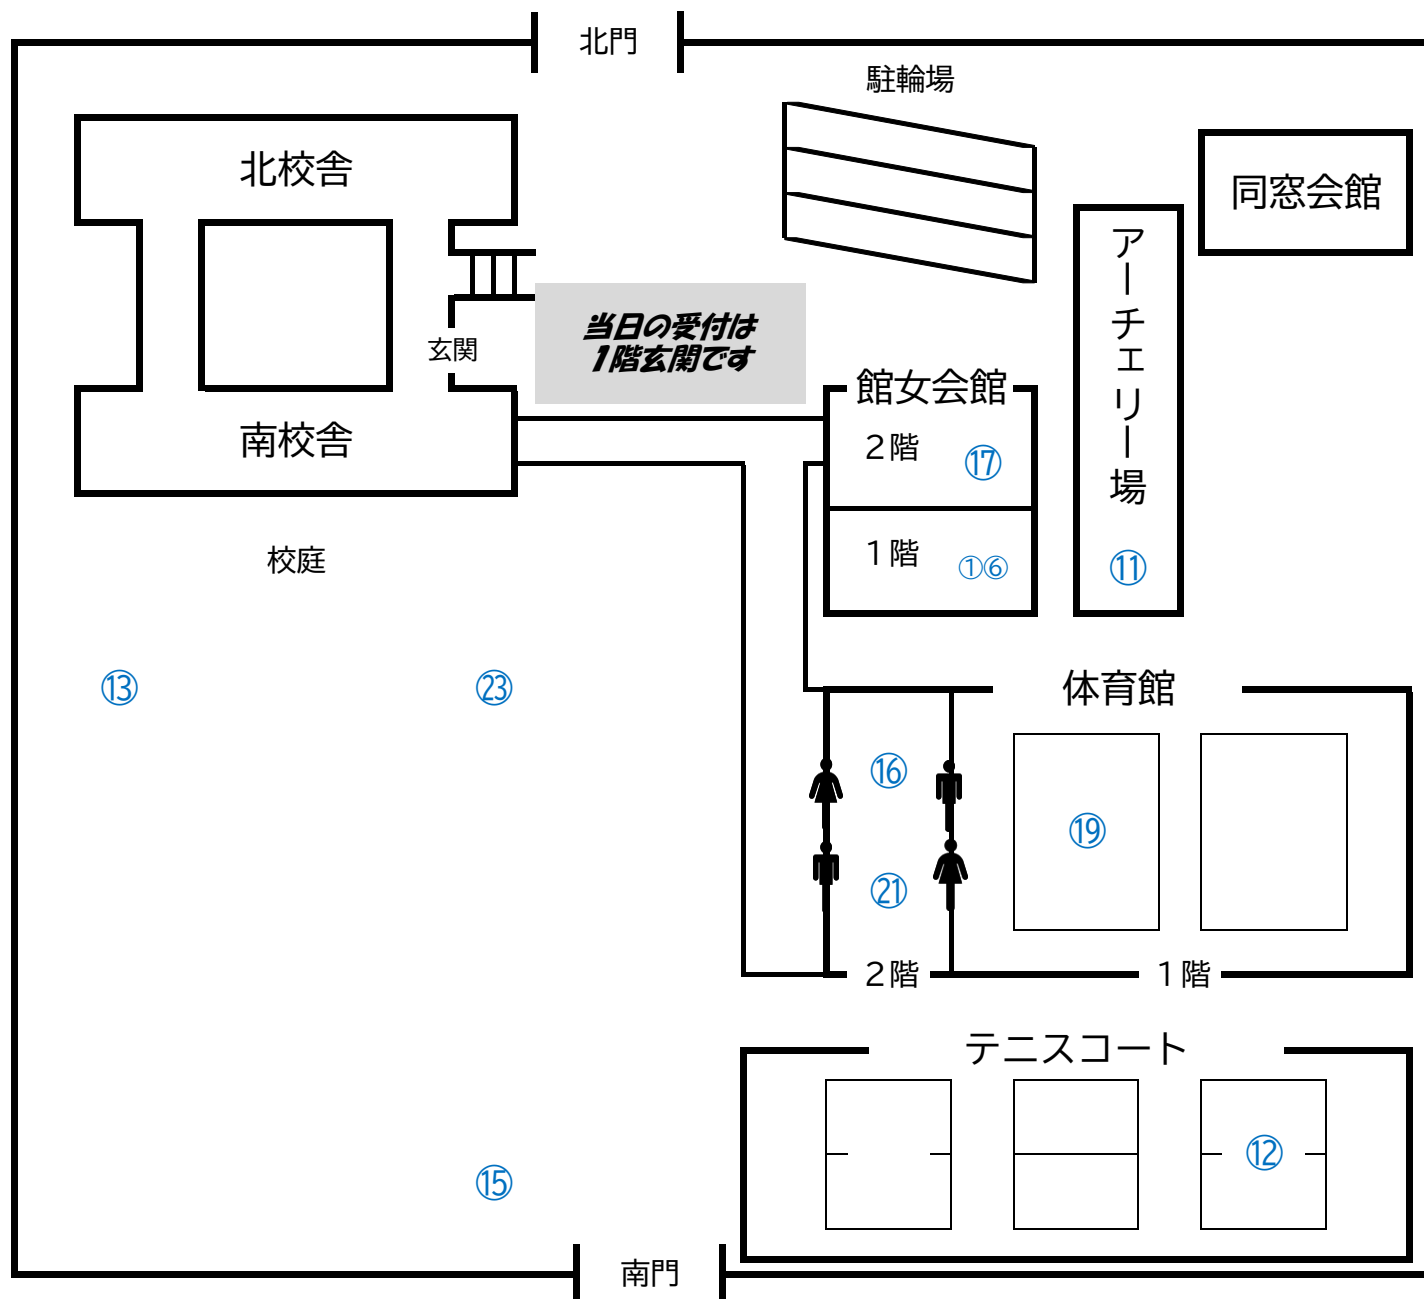 北門
駐輪場
北校舎
同窓会館
アーチェリー場
当日の受付は
１階玄関です
玄関
館女会館
南校舎
２階
⑰
１階
①⑥
⑪
校庭
⑬
㉓
体育館
⑯
⑲
㉑
２階
１階
テニスコート
⑫
⑮
南門